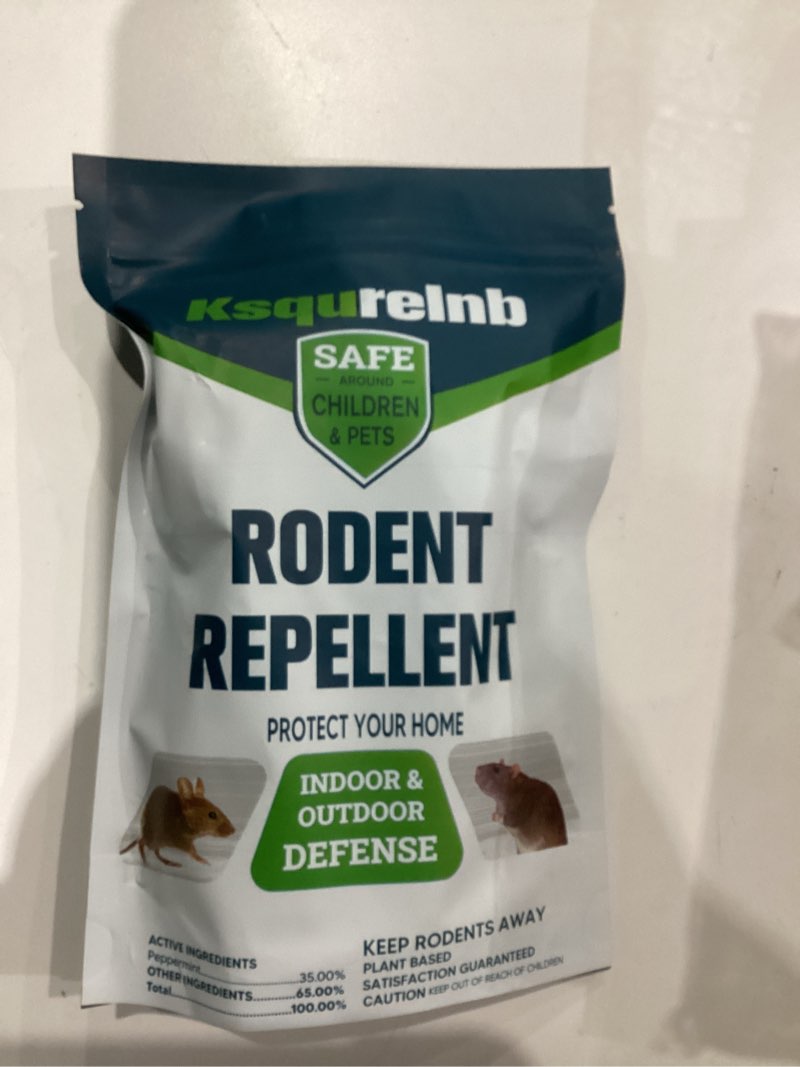 Ksqurelnb
SAFE
AROUND
CHILDREN
& PETS
RODENT
REPELLENT
PROTECT YOUR HOME
INDOOR &
OUTDOOR
DEFENSE
ACTIVE INGREDIENTS
Peppermint....................35.00%
OTHER INGREDIENTS..........65.00%
Total..............................100.00%
KEEP RODENTS AWAY
PLANT BASED
SATISFACTION GUARANTEED
CAUTION KEEP OUT OF REACH OF CHILDREN